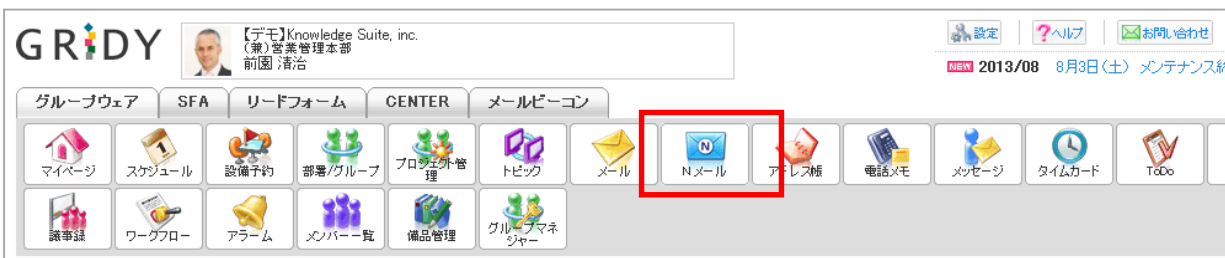 GRiDY
【デモ】Knowledge Suite, inc.
(兼)営業管理本部
前園 清治
設定
?ヘルプ
お問い合わせ
NEW 2013/08 8月3日(土) メンテナンス終
グループウェア
SFA
リードフォーム
CENTER
メールビーコン
マイページ
スケジュール
設備予約
部署/グループ
プロジェクト管
理
トピック
メール
Nメール
アドレス帳
電話メモ
メッセージ
タイムカード
ToDo
議事録
ワークフロー
アラーム
メンバー一覧
備品管理
グループマネ
ジャー